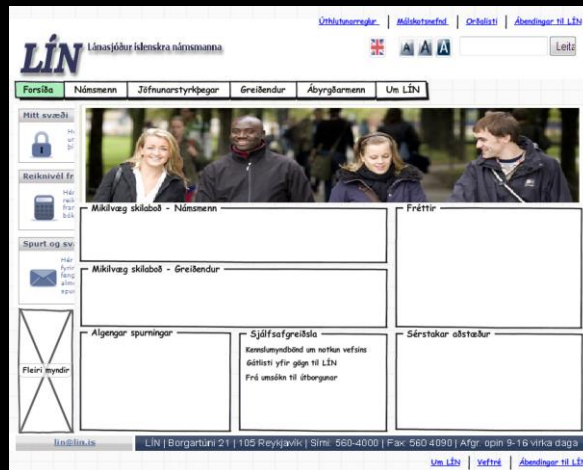 Úthlutunarreglur Málskotsnefnd Orðalisti Ábendingar til LÍN
LÍN Lánasjóður íslenskra námsmanna
A A A Leita
Forsíða Námsmenn Jöfnunarstyrkþegar Greiðendur Ábyrgðarmenn Um LÍN
Mitt svæði
Reiknivél fr
Spurt og sv
Fleiri myndir
Mikilvæg skilaboð - Námsmenn
Fréttir
Mikilvæg skilaboð - Greiðendur
Algengar spurningar
Sjálfsafgreiðsla
Kennslumyndbönd um notkun vefsins
Gátlisti yfir gögn til LÍN
Frá umsókn til útborgunar
Sérstakar aðstæður
lin@lin.is LÍN | Borgartúni 21 | 105 Reykjavík | Sími: 560-4000 | Fax: 560 4090 | Afgr. opin 9-16 virka daga
Um LÍN Veftré Ábendingar til LÍN